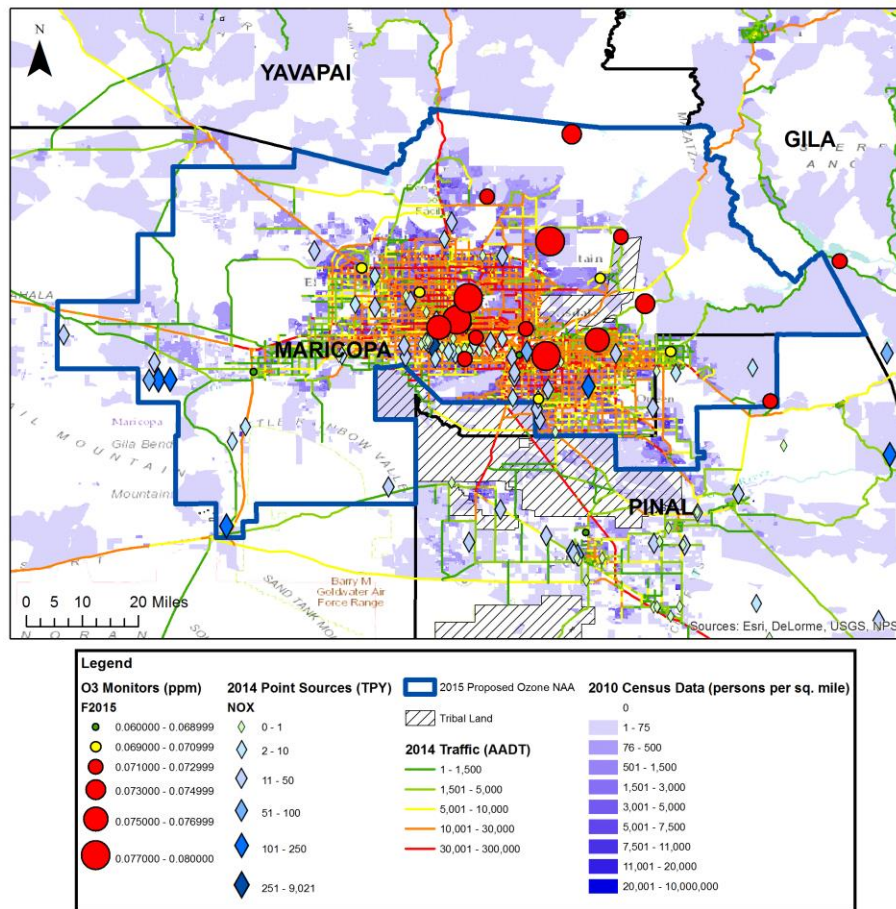 N
YAVAPAI
GILA
MARICOPA
Maricopa
Gila Bend
Mountains
PINAL
Barry M
Goldwater Air
Force Range
0 5 10 20 Miles
Sources: Esri, DeLorme, USGS, NPS
Legend
O3 Monitors (ppm)
F2015
0.060000 - 0.068999
0.069000 - 0.070999
0.071000 - 0.072999
0.073000 - 0.074999
0.075000 - 0.076999
0.077000 - 0.080000
2014 Point Sources (TPY)
NOX
0 - 1
2 - 10
11 - 50
51 - 100
101 - 250
251 - 9,021
2015 Proposed Ozone NAA
Tribal Land
2014 Traffic (AADT)
1 - 1,500
1,501 - 5,000
5,001 - 10,000
10,001 - 30,000
30,001 - 300,000
2010 Census Data (persons per sq. mile)
0
1 - 75
76 - 500
501 - 1,500
1,501 - 3,000
3,001 - 5,000
5,001 - 7,500
7,501 - 11,000
11,001 - 20,000
20,001 - 10,000,000